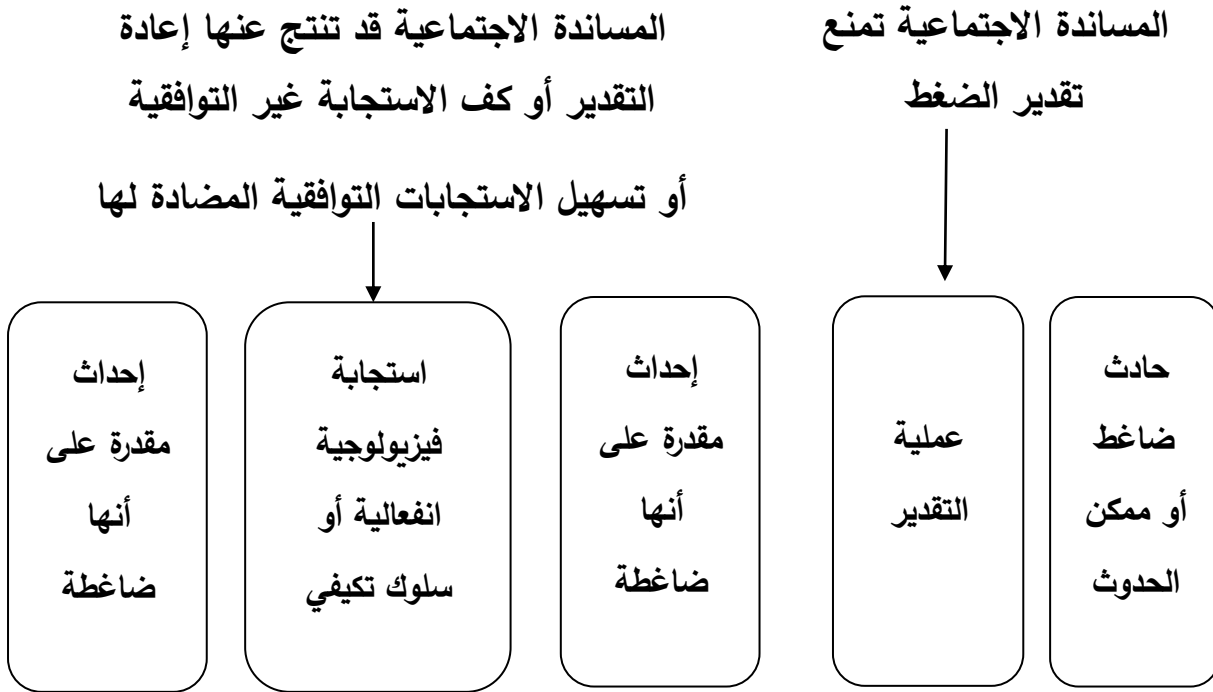 المساندة الاجتماعية تمنع
تقدير الضغط
المساندة الاجتماعية قد تنتج عنها إعادة
التقدير أو كف الاستجابة غير التوافقية
أو تسهيل الاستجابات التوافقية المضادة لها
حادث
ضاغط
أو ممكن
الحدوث
عملية
التقدير
إحداث
مقدرة على
أنها
ضاغطة
استجابة
فيزيولوجية
انفعالية أو
سلوك تكيفي
إحداث
مقدرة على
أنها
ضاغطة